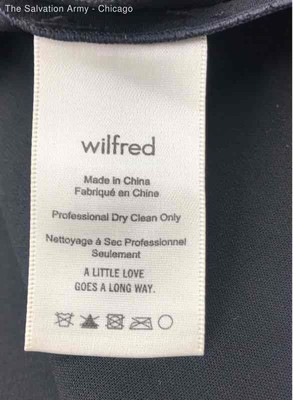 The Salvation Army - Chicago
wilfred
Made in China
Fabriqué en Chine
Professional Dry Clean Only
Nettoyage à Sec Professionnel
Seulement
A LITTLE LOVE
GOES A LONG WAY.